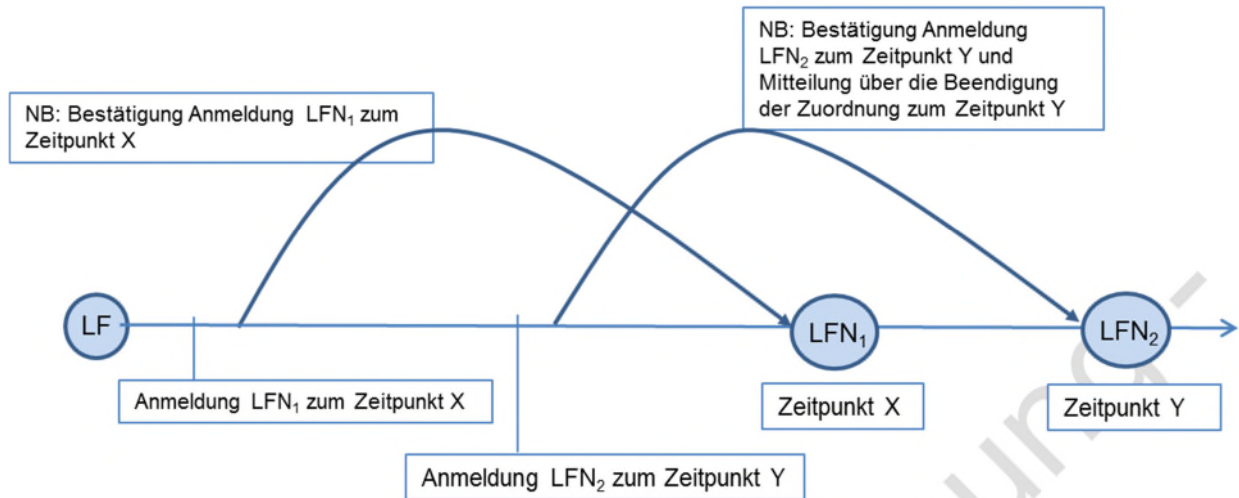 NB: Bestätigung Anmeldung
LFN₂ zum Zeitpunkt Y und
Mitteilung über die Beendigung
der Zuordnung zum Zeitpunkt Y
NB: Bestätigung Anmeldung LFN₁ zum
Zeitpunkt X
LF
LFN₁
LFN₂
Anmeldung LFN₁ zum Zeitpunkt X
Zeitpunkt X
Zeitpunkt Y
Anmeldung LFN₂ zum Zeitpunkt Y
ung -